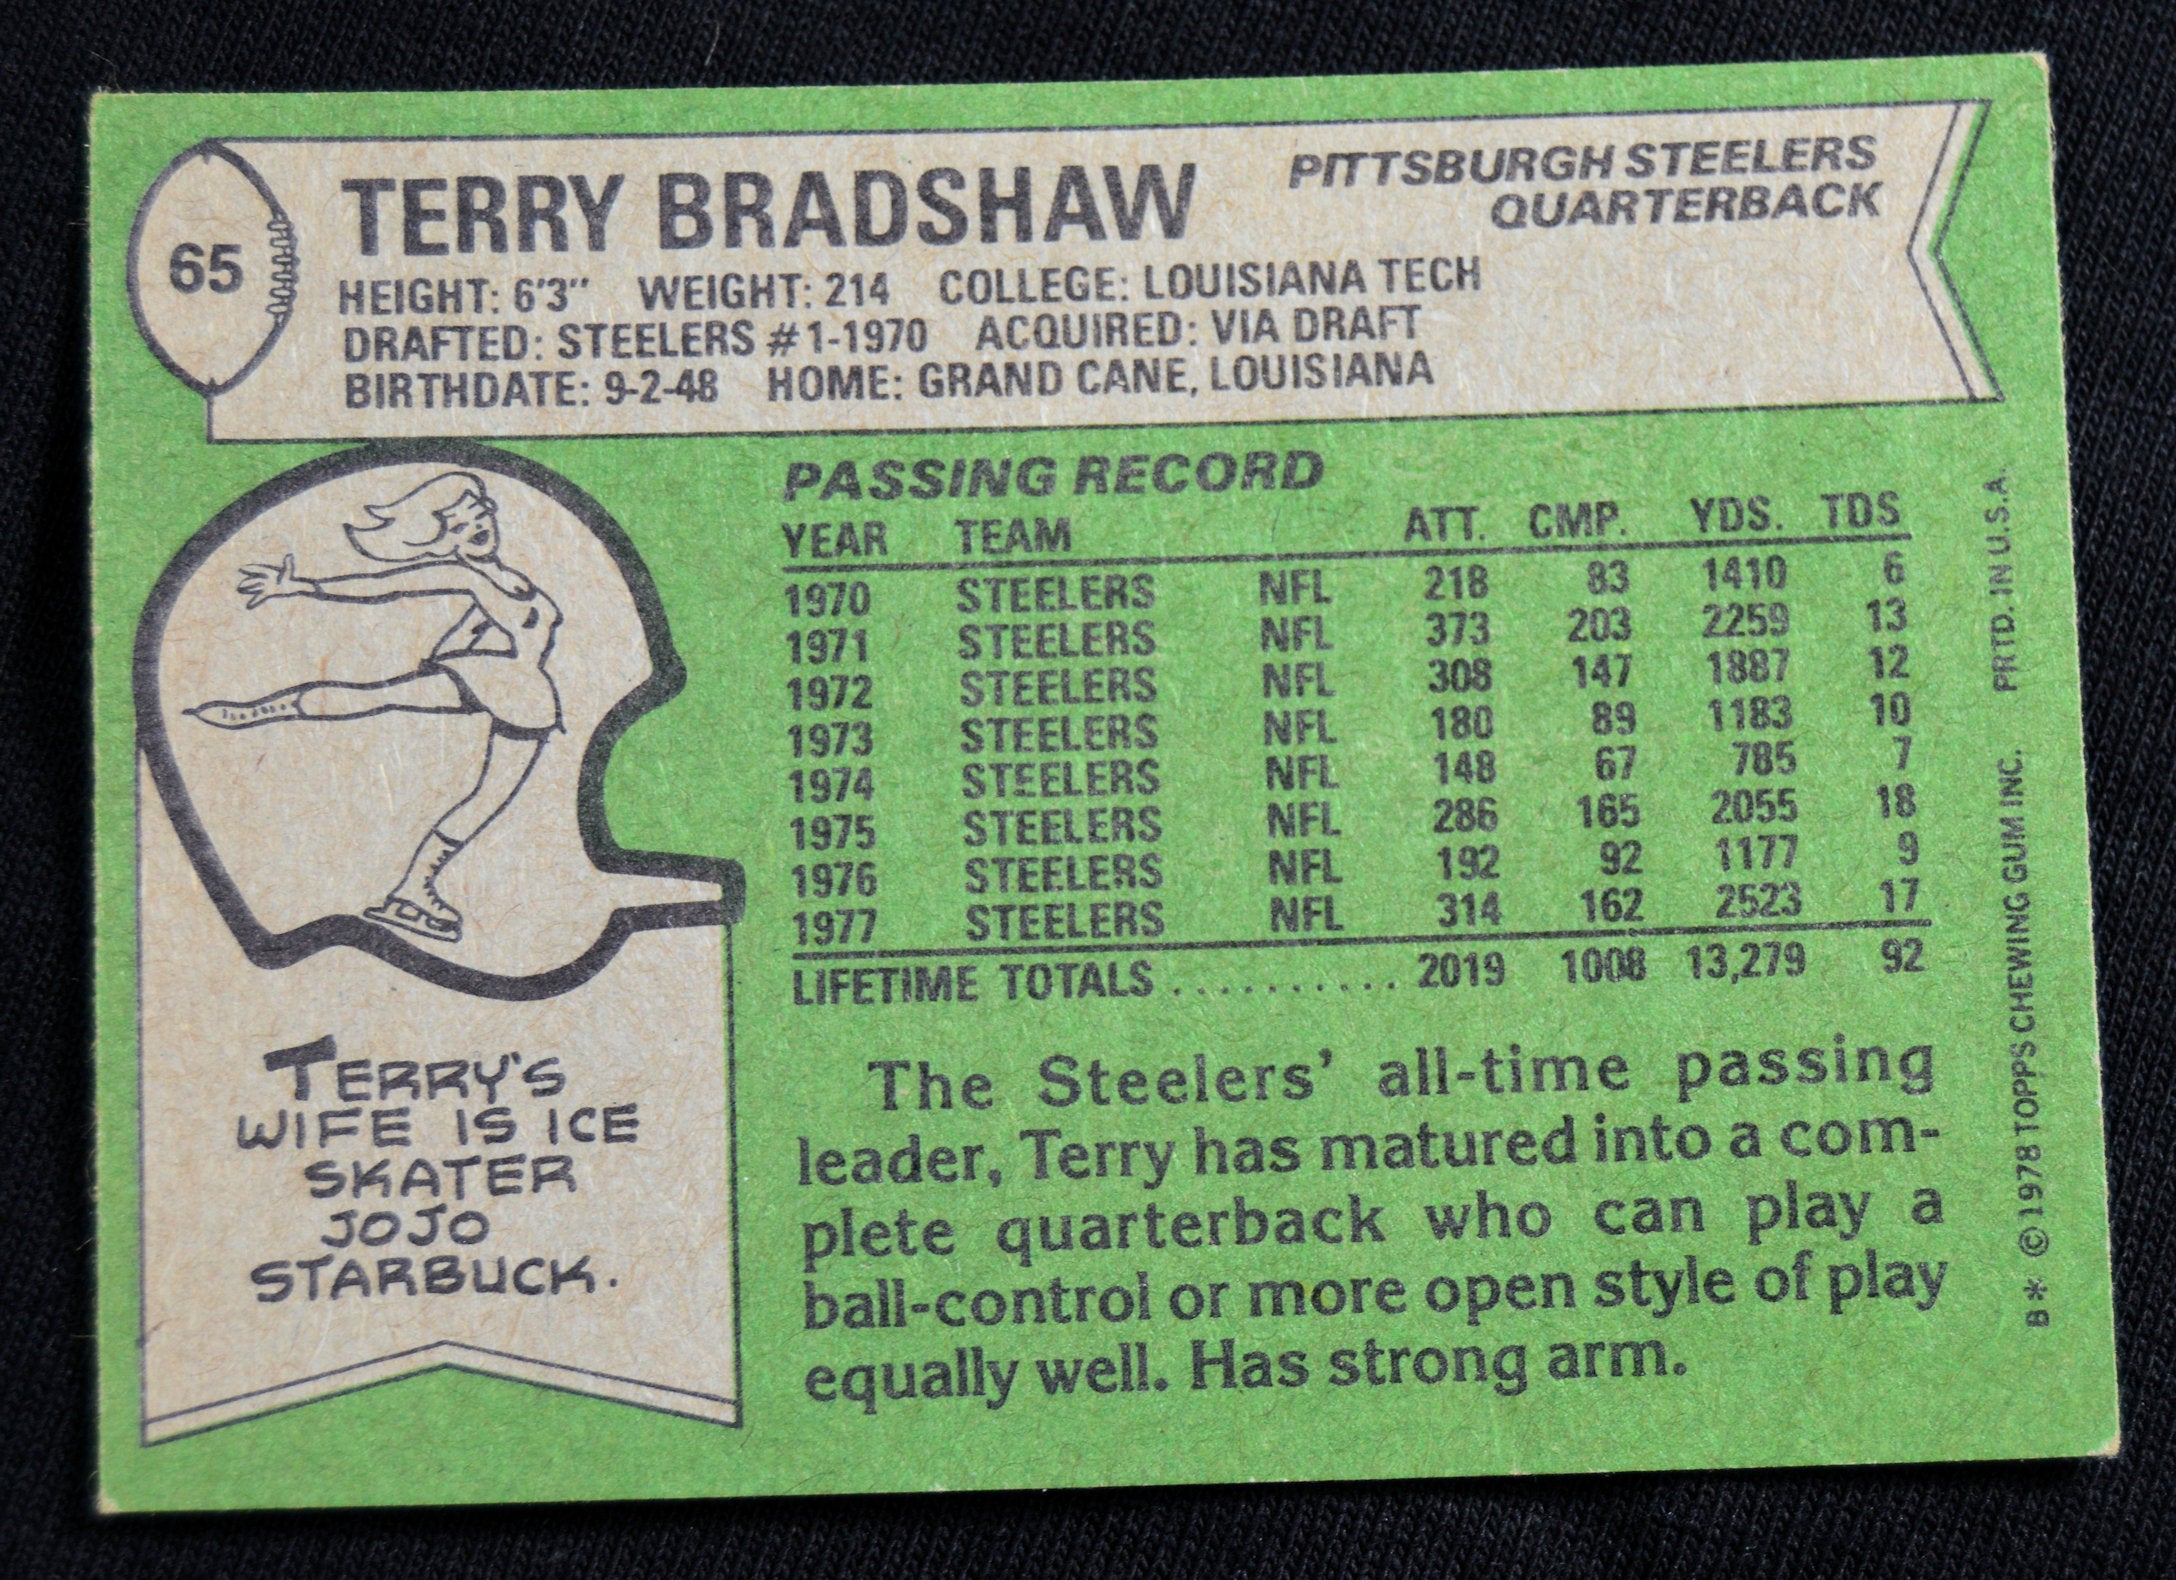 65
TERRY BRADSHAW
PITTSBURGH STEELERS
QUARTERBACK
HEIGHT: 6'3" WEIGHT: 214 COLLEGE: LOUISIANA TECH
DRAFTED: STEELERS #1-1970 ACQUIRED: VIA DRAFT
BIRTHDATE: 9-2-48 HOME: GRAND CANE, LOUISIANA
PASSING RECORD
YEAR TEAM ATT. CMP. YDS. TDS
1970 STEELERS NFL 218 83 1410 6
1971 STEELERS NFL 373 203 2259 13
1972 STEELERS NFL 308 147 1887 12
1973 STEELERS NFL 180 89 1183 10
1974 STEELERS NFL 148 67 785 7
1975 STEELERS NFL 286 165 2055 18
1976 STEELERS NFL 192 92 1177 9
1977 STEELERS NFL 314 162 2523 17
LIFETIME TOTALS .......... 2019 1008 13,279 92
TERRY'S
WIFE IS ICE
SKATER
JOJO
STARBUCK.
The Steelers' all-time passing
leader, Terry has matured into a com-
plete quarterback who can play a
ball-control or more open style of play
equally well. Has strong arm.
B* © 1978 TOPPS CHEWING GUM INC. PRTD. IN U.S.A.